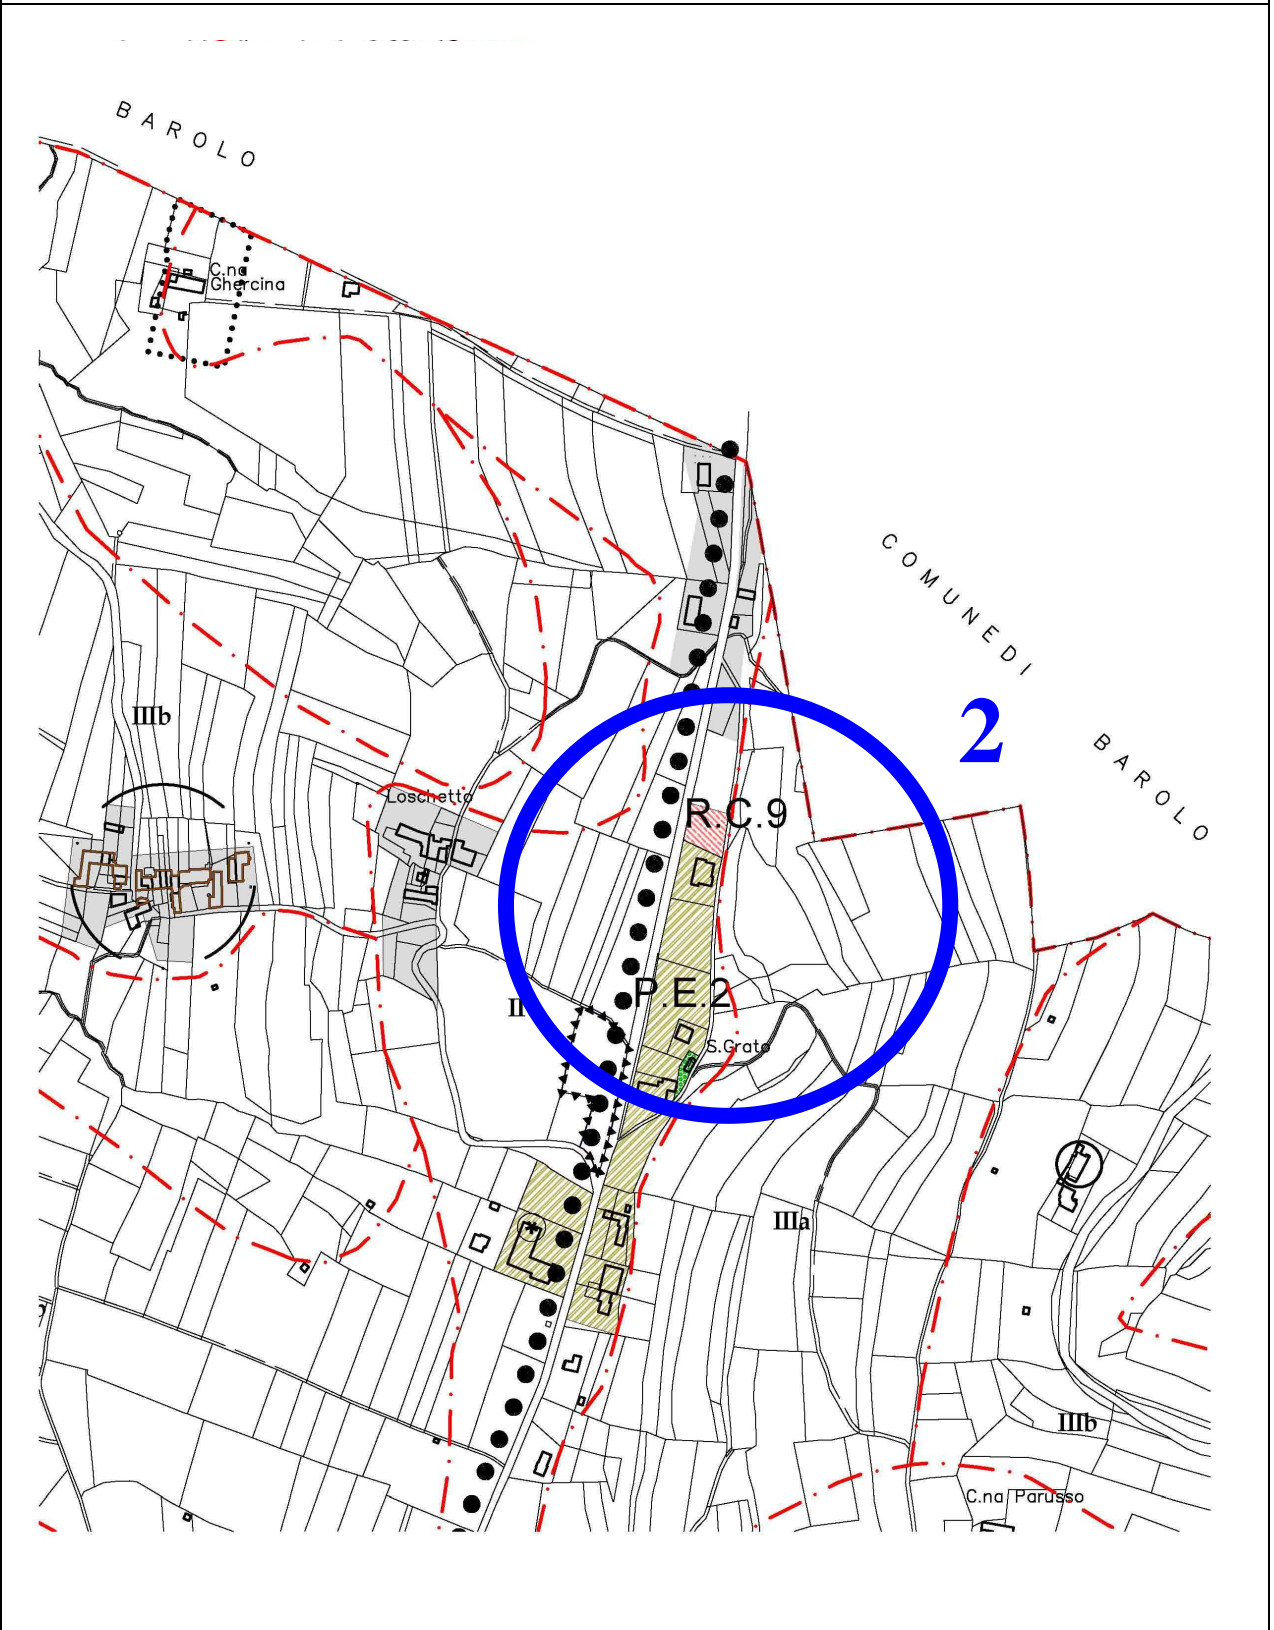 BAROLO
C.na
Ghercina
COMUNE DI BAROLO
2
IIIb
Loschetto
R.C.9
II
P.E.2
S.Grato
IIIa
IIIb
C.na Parusso